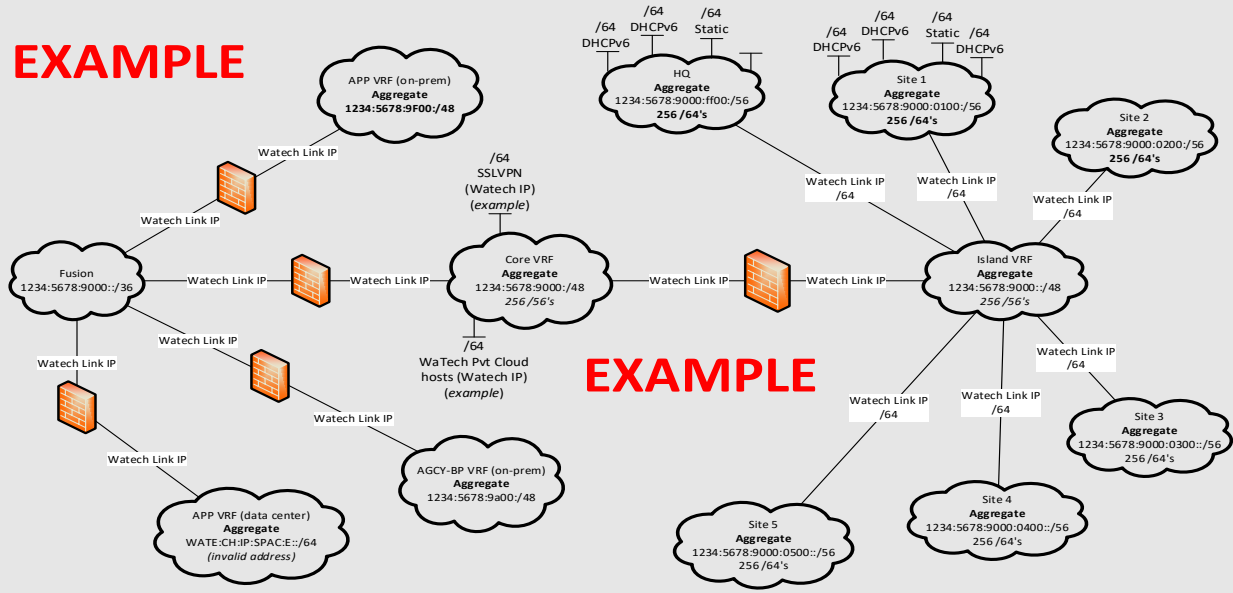 EXAMPLE
/64
DHCPv6
/64
DHCPv6
/64
Static
HQ
Aggregate
1234:5678:9000:ff00:/56
256 /64's
/64
DHCPv6
/64
DHCPv6
/64
Static
/64
DHCPv6
Site 1
Aggregate
1234:5678:9000:0100:/56
256 /64's
Site 2
Aggregate
1234:5678:9000:0200:/56
256 /64's
APP VRF (on-prem)
Aggregate
1234:5678:9F00:/48
Watech Link IP
Watech Link IP
/64
SSLVPN
(Watech IP)
(example)
Watech Link IP
/64
Watech Link IP
/64
Watech Link IP
/64
Fusion
1234:5678:9000::/36
Watech Link IP
Watech Link IP
Core VRF
Aggregate
1234:5678:9000:/48
256 /56's
Watech Link IP
Watech Link IP
Island VRF
Aggregate
1234:5678:9000::/48
256 /56's
Watech Link IP
Watech Link IP
/64
WaTech Pvt Cloud
hosts (Watech IP)
(example)
EXAMPLE
Watech Link IP
/64
Watech Link IP
/64
Watech Link IP
/64
Watech Link IP
Watech Link IP
AGCY-BP VRF (on-prem)
Aggregate
1234:5678:9a00:/48
APP VRF (data center)
Aggregate
WATE:CH:IP:SPAC:E::/64
(invalid address)
Site 3
Aggregate
1234:5678:9000:0300::/56
256 /64's
Site 4
Aggregate
1234:5678:9000:0400::/56
256 /64's
Site 5
Aggregate
1234:5678:9000:0500::/56
256 /64's